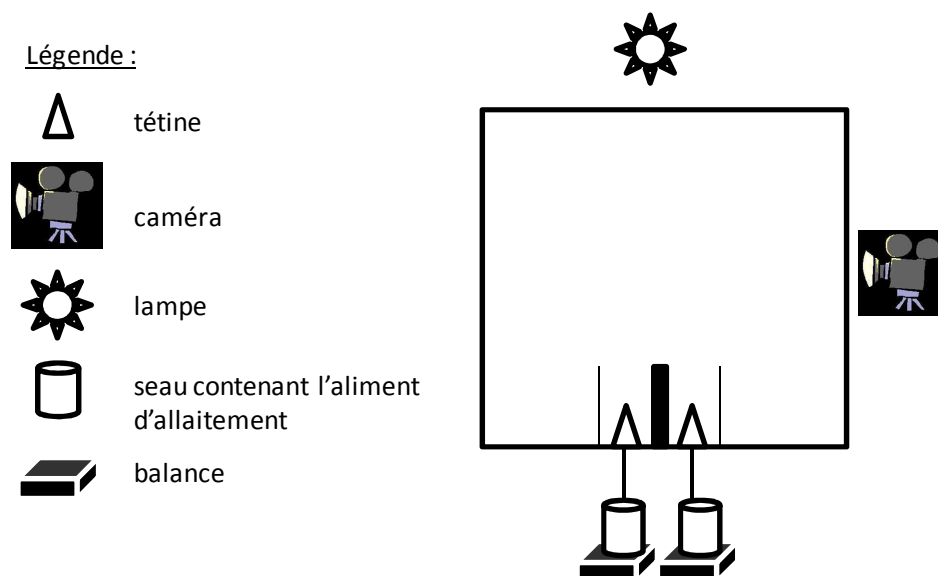 Légende :
tétine
caméra
lampe
seau contenant l'aliment
d'allaitement
balance